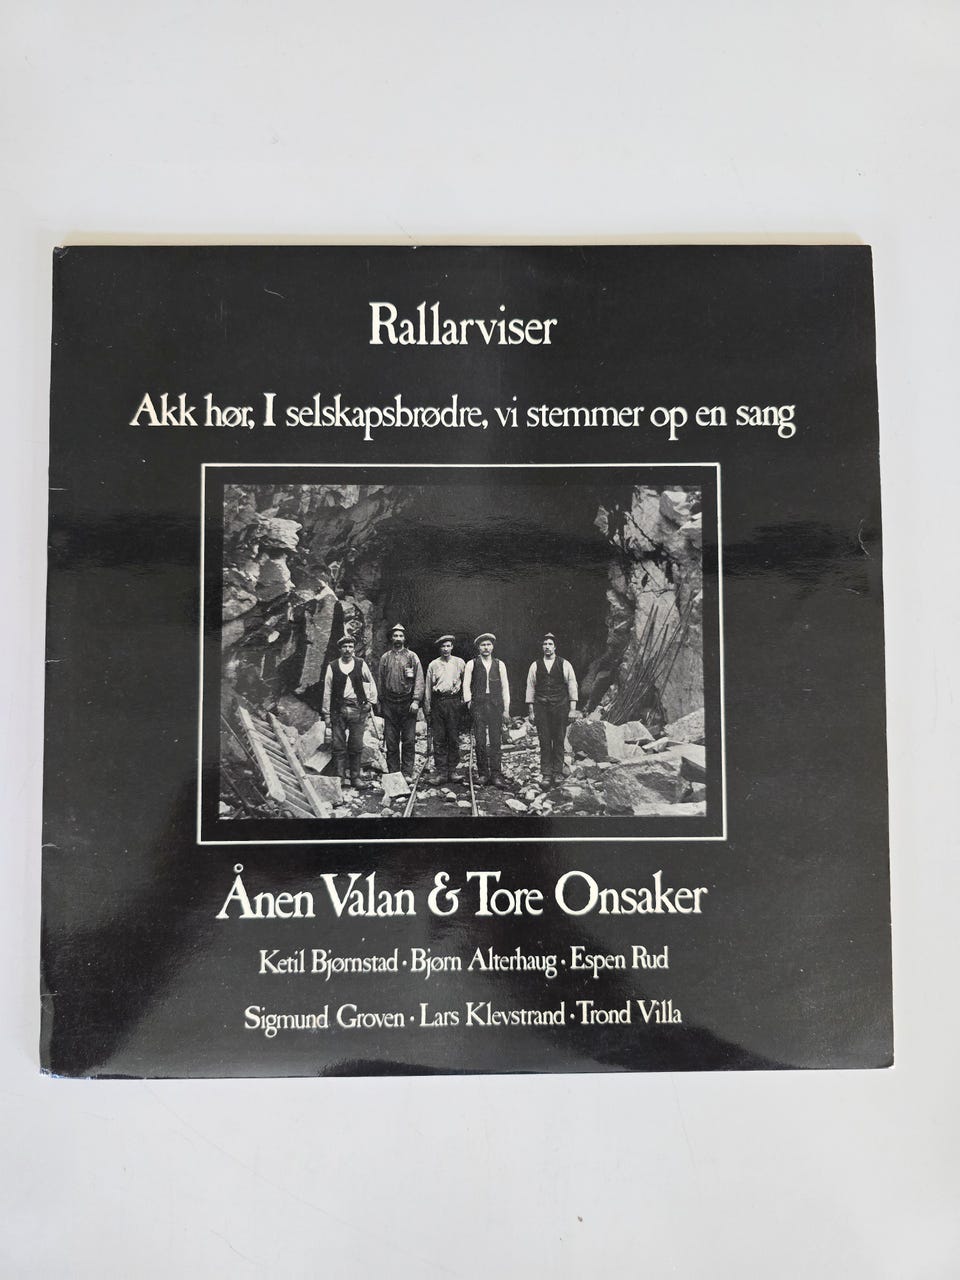 Rallarviser
Akk hør, I selskapsbrødre, vi stemmer op en sang
Ånen Valan & Tore Onsaker
Ketil Bjørnstad · Bjørn Alterhaug · Espen Rud
Sigmund Groven · Lars Klevstrand · Trond Villa